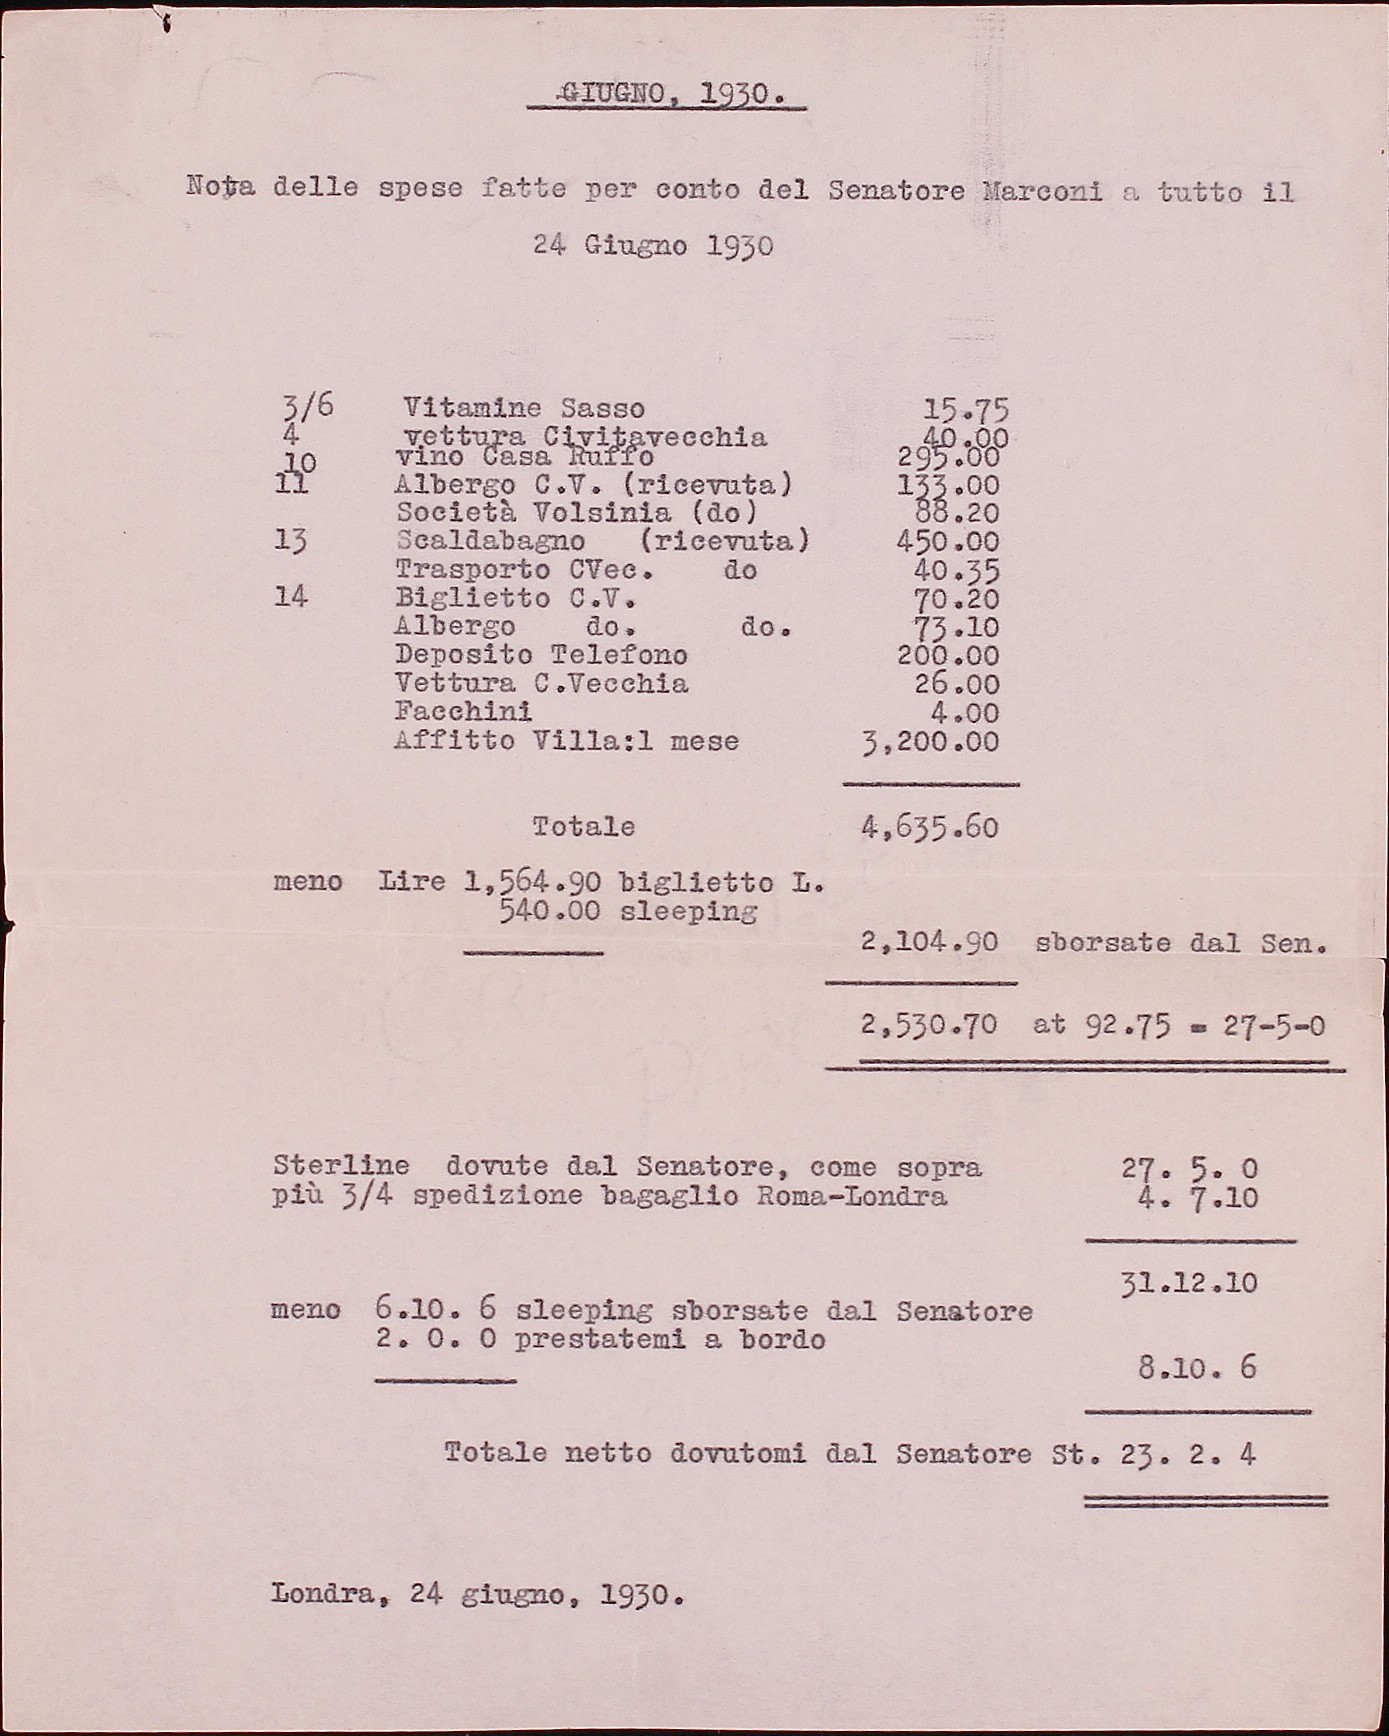 GIUGNO, 1930.
Nota delle spese fatte per conto del Senatore Marconi a tutto il
24 Giugno 1930
3/6 Vitamine Sasso 15.75
4 vettura Civitavecchia 40.00
10 vino Casa Ruffo 295.00
11 Albergo C.V. (ricevuta) 133.00
Società Volsinia (do) 88.20
13 Scaldabagno (ricevuta) 450.00
Trasporto CVec. do 40.35
14 Biglietto C.V. 70.20
Albergo do. do. 73.10
Deposito Telefono 200.00
Vettura C.Vecchia 26.00
Facchini 4.00
Affitto Villa:1 mese 3,200.00
Totale 4,635.60
meno Lire 1,564.90 biglietto L.
540.00 sleeping
2,104.90 sborsate dal Sen.
2,530.70 at 92.75 = 27-5-0
Sterline dovute dal Senatore, come sopra 27. 5. 0
più 3/4 spedizione bagaglio Roma-Londra 4. 7.10
31.12.10
meno 6.10. 6 sleeping sborsate dal Senatore
2. 0. 0 prestatemi a bordo
8.10. 6
Totale netto dovutomi dal Senatore St. 23. 2. 4
Londra, 24 giugno, 1930.